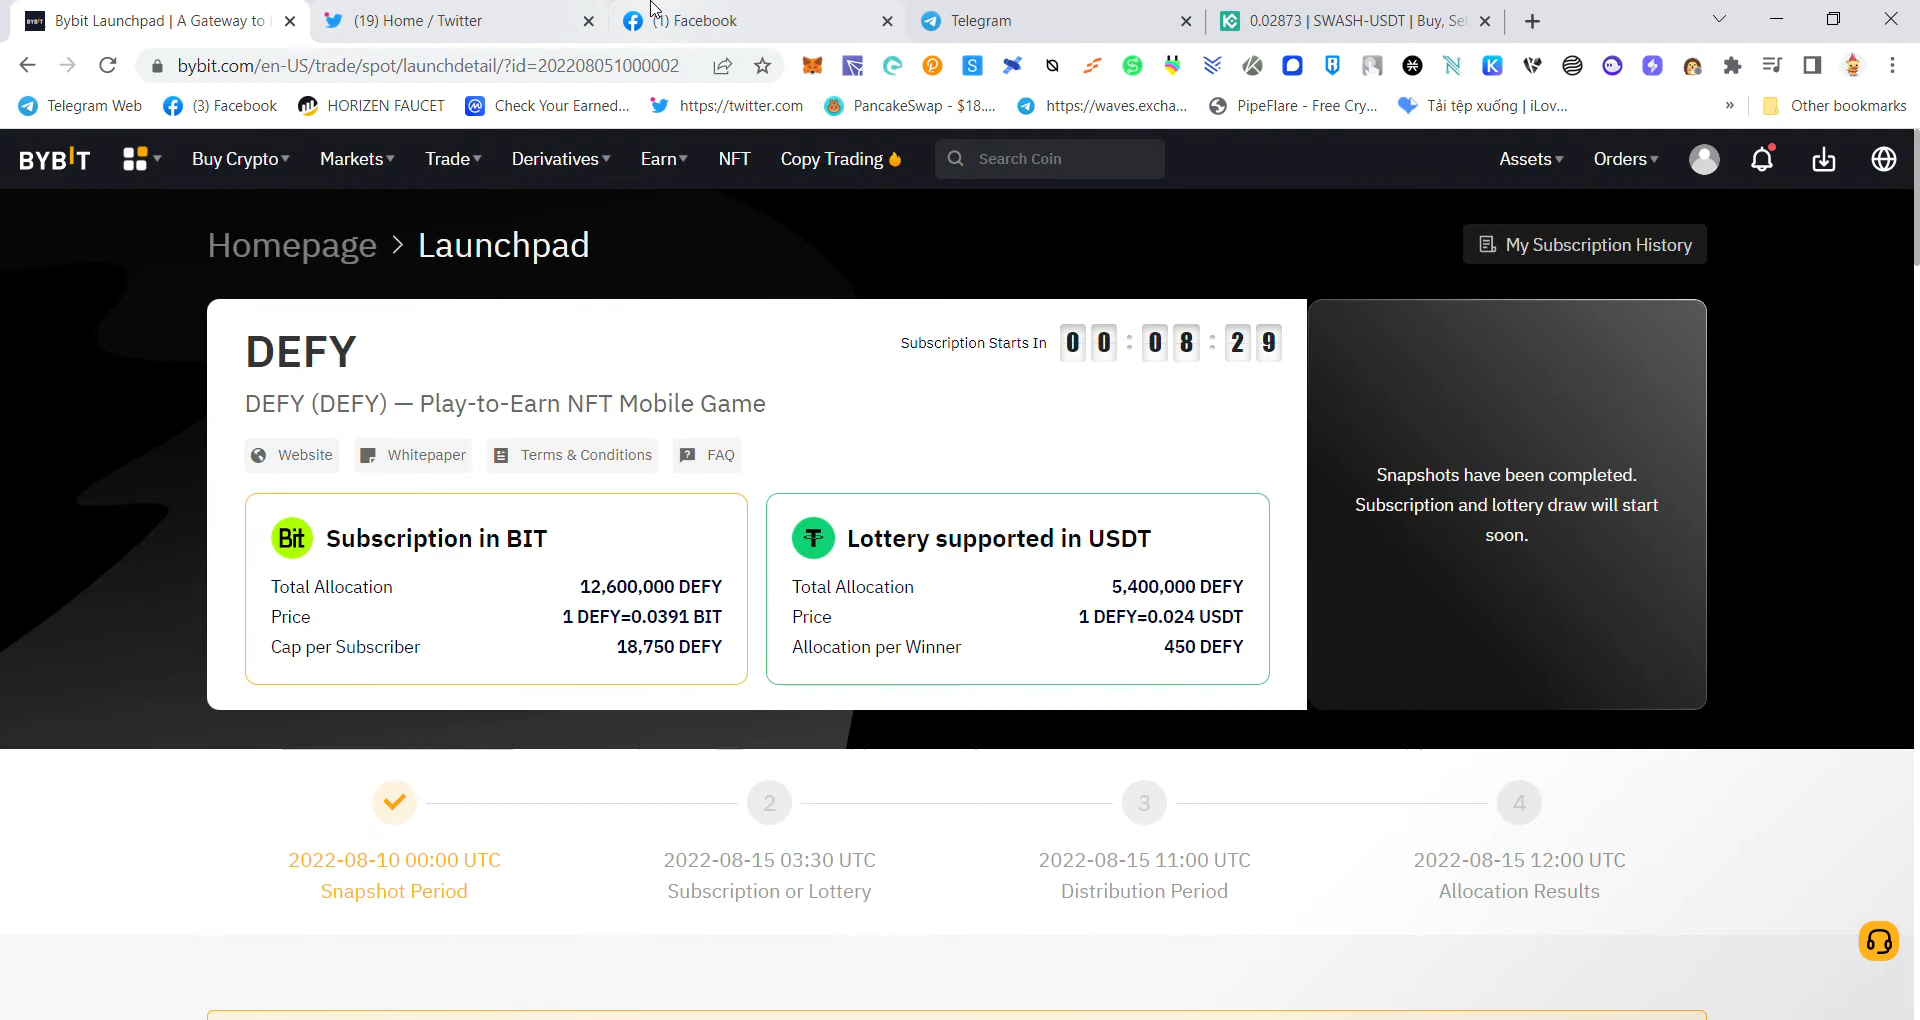 Bybit Launchpad | A Gateway to
(19) Home / Twitter
(1) Facebook
Telegram
0.02873 | SWASH-USDT | Buy, Sel
bybit.com/en-US/trade/spot/launchdetail/?id=202208051000002
Telegram Web
(3) Facebook
HORIZEN FAUCET
Check Your Earned...
https://twitter.com
PancakeSwap - $18....
https://waves.excha...
PipeFlare - Free Cry...
Tải tệp xuống | iLov...
» Other bookmarks
BYBIT
Buy Crypto
Markets
Trade
Derivatives
Earn
NFT
Copy Trading
Search Coin
Assets
Orders
Homepage > Launchpad
My Subscription History
DEFY
Subscription Starts In 00 : 08 : 29
DEFY (DEFY) — Play-to-Earn NFT Mobile Game
Website
Whitepaper
Terms & Conditions
FAQ
Bit Subscription in BIT
Total Allocation 12,600,000 DEFY
Price 1 DEFY=0.0391 BIT
Cap per Subscriber 18,750 DEFY
Lottery supported in USDT
Total Allocation 5,400,000 DEFY
Price 1 DEFY=0.024 USDT
Allocation per Winner 450 DEFY
Snapshots have been completed.
Subscription and lottery draw will start
soon.
2022-08-10 00:00 UTC
Snapshot Period
2
2022-08-15 03:30 UTC
Subscription or Lottery
3
2022-08-15 11:00 UTC
Distribution Period
4
2022-08-15 12:00 UTC
Allocation Results